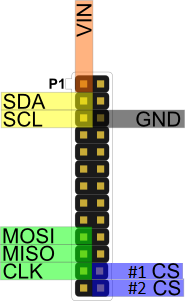 VIN
P1
SDA
SCL
GND
MOSI
MISO
CLK
#1 CS
#2 CS